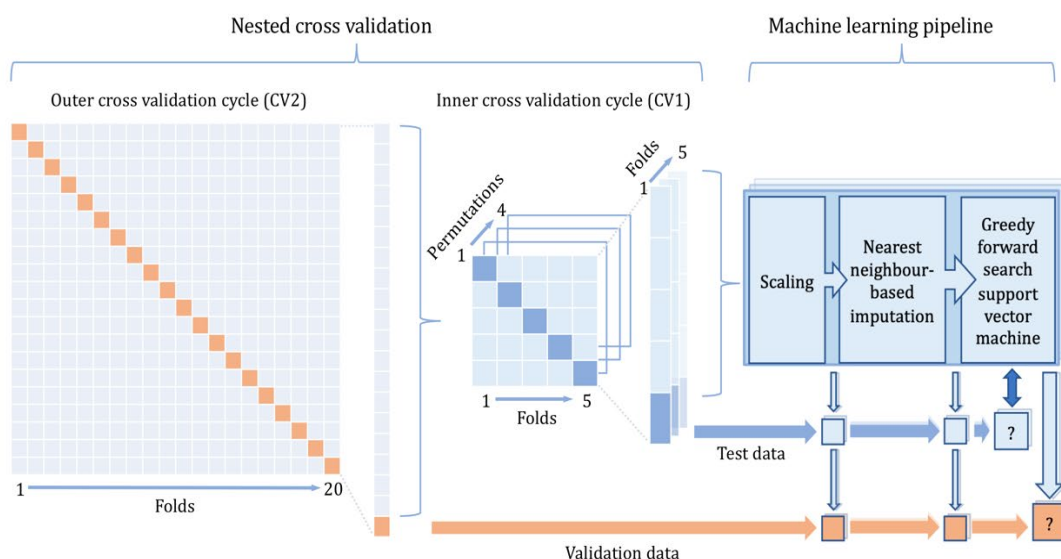 Nested cross validation
Machine learning pipeline
Outer cross validation cycle (CV2)
Inner cross validation cycle (CV1)
1
20
Folds
Permutations
1
4
1
5
Folds
Folds
1
5
Scaling
Nearest
neighbour-
based
imputation
Greedy
forward
search
support
vector
machine
Test data
?
Validation data
?